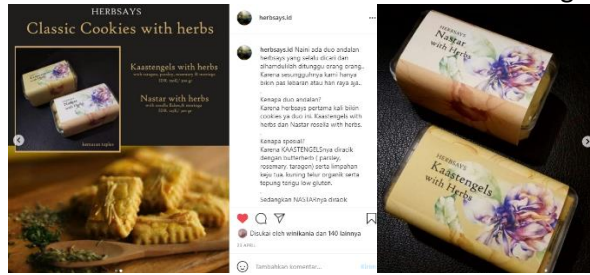 HERBSAYS
Classic Cookies with herbs
Kaastengels with herbs
Nastar with herbs
herbsays.id
herbsays.id Naini ada duo andalan
herbsays yang selalu dicari dan
alhamdulilah ditunggu orang orang..
Karena sesungguhnya kami hanya
bikin pas lebaran atau hari raya aja..
Kenapa duo andalan?
Karena herbsays pertama kali bikin
cookies ya duo ini. Kaastengels with
herbs dan Nastar rosella with herbs.
Kenapa spesial?
Karena KAASTENGELSnya diracik
dengan butterherb ( parsley,
rosemary, taragon) serta limpahan
keju tua, kuning telur organik serta
tepung terigu low gluten.
Sedangkan NASTARnya diracik
Disukai oleh winikania dan 140 lainnya
Tambahkan komentar...
HERBSAYS
Nastar
with Herbs
HERBSAYS
Kaastengels
with Herbs